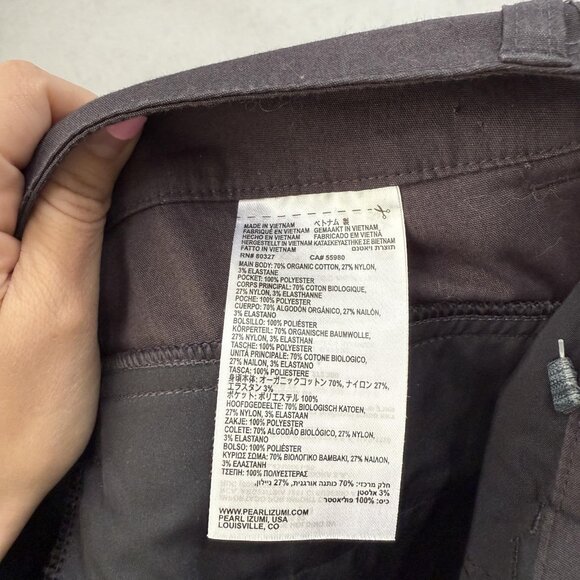 MADE IN VIETNAM
FABRIQUÉ EN VIETNAM
HECHO EN VIETNAM
HERGESTELLT IN VIETNAM
FATTO IN VIETNAM
ベトナム 製
GEMAAKT IN VIETNAM
FABRICADO EM VIETNÃ
ΚΑΤΑΣΚΕΥΑΣΤΗΚΕ ΣΕ ΒΙΕΤΝΑΜ
תוצרת ויאטנם
RN# 80327 CA# 55980
MAIN BODY: 70% ORGANIC COTTON, 27% NYLON,
3% ELASTANE
POCKET: 100% POLYESTER
CORPS PRINCIPAL: 70% COTON BIOLOGIQUE,
27% NYLON, 3% ELASTHANNE
POCHE: 100% POLYESTER
CUERPO: 70% ALGODÓN ORGÁNICO, 27% NAILÓN,
3% ELASTANO
BOLSILLO: 100% POLIÉSTER
KÖRPERTEIL: 70% ORGANISCHE BAUMWOLLE,
27% NYLON, 3% ELASTHAN
TASCHE: 100% POLYESTER
UNITÀ PRINCIPALE: 70% COTONE BIOLOGICO,
27% NAILON, 3% ELASTAN
TASCA: 100% POLIESTERE
身頃本体: オーガニックコットン 70%, ナイロン 27%,
エラスタン 3%
ポケット: ポリエステル 100%
HOOFDGEDEELTE: 70% BIOLOGISCH KATOEN,
27% NYLON, 3% ELASTAAN
ZAKJE: 100% POLYESTER
COLETE: 70% ALGODÃO BIOLÓGICO, 27% NYLON,
3% ELASTANO
BOLSO: 100% POLIÉSTER
ΚΥΡΙΩΣ ΣΩΜΑ: 70% ΒΙΟΛΟΓΙΚΟ ΒΑΜΒΑΚΙ, 27% ΝΑΙΛΟΝ,
3% ΕΛΑΣΤΑΝΗ
ΤΣΕΠΗ: 100% ΠΟΛΥΕΣΤΕΡΑΣ
חלק מרכזי: 70% כותנה אורגנית, 27% ניילון,
3% אלסטן
כיס: 100% פוליאסטר
WWW.PEARLIZUMI.COM
PEARL IZUMI, USA
LOUISVILLE, CO